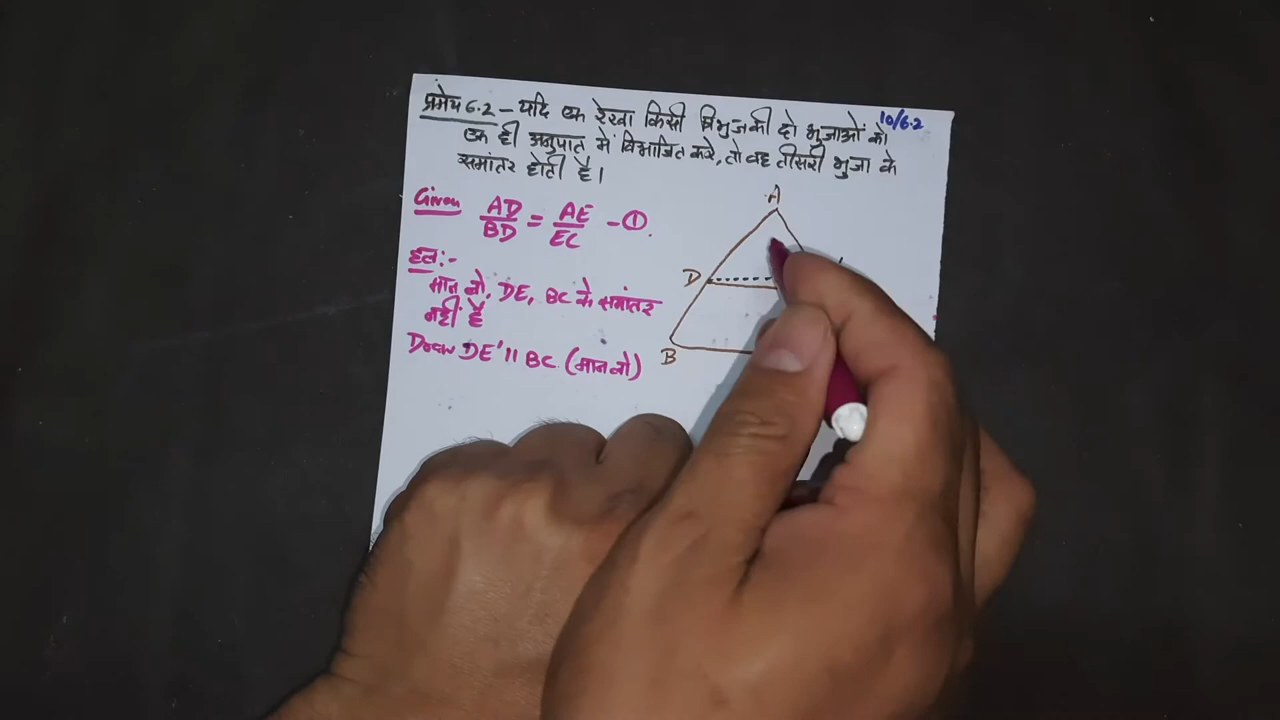 प्रमेय 6.2 – यदि एक रेखा किसी त्रिभुज की दो भुजाओं को
10/6.2
एक ही अनुपात में विभाजित करे, तो वह तीसरी भुजा के
समांतर होती है।
Given AD/BD = AE/EC – ①.
हल:-
मान लो, DE, BC के समांतर
नहीं है
Draw DE' || BC (मान लो)
A
D
B